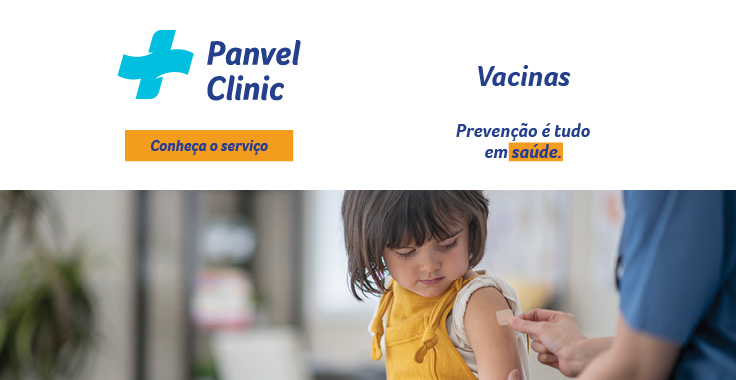 Panvel
Clinic
Conheça o serviço
Vacinas
Prevenção é tudo
em saúde.